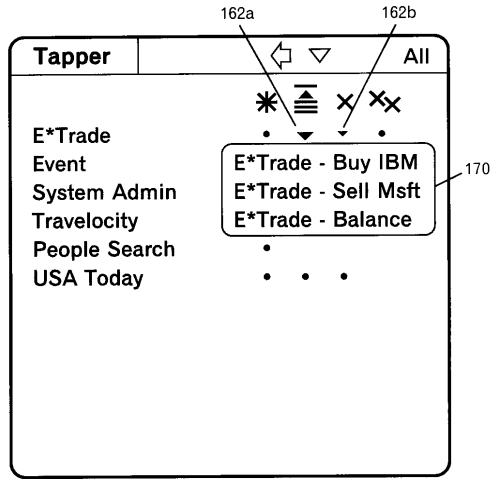 162a 162b
Tapper All
E*Trade
Event E*Trade - Buy IBM
System Admin E*Trade - Sell Msft
170
Travelocity E*Trade - Balance
People Search
USA Today